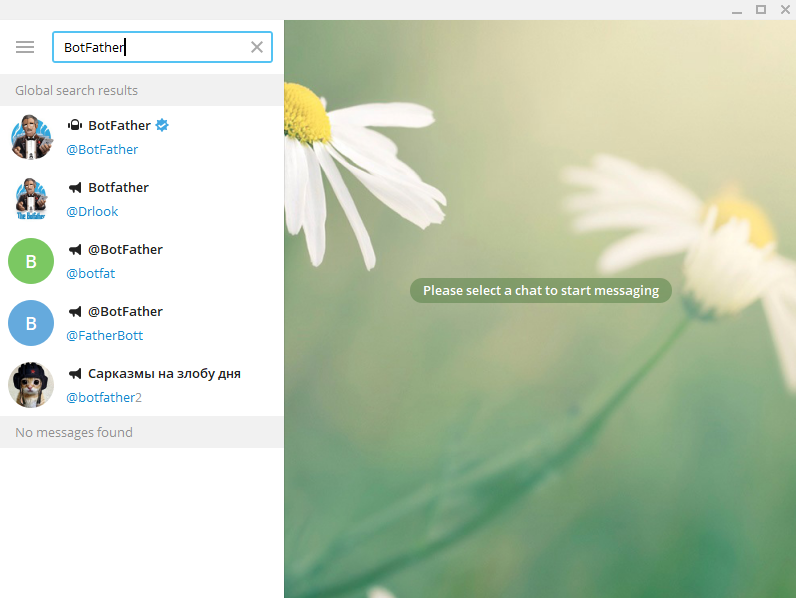 BotFather
Global search results
BotFather
@BotFather
Botfather
@Drlook
B
@BotFather
@botfat
B
@BotFather
@FatherBott
Сарказмы на злобу дня
@botfather2
No messages found
Please select a chat to start messaging